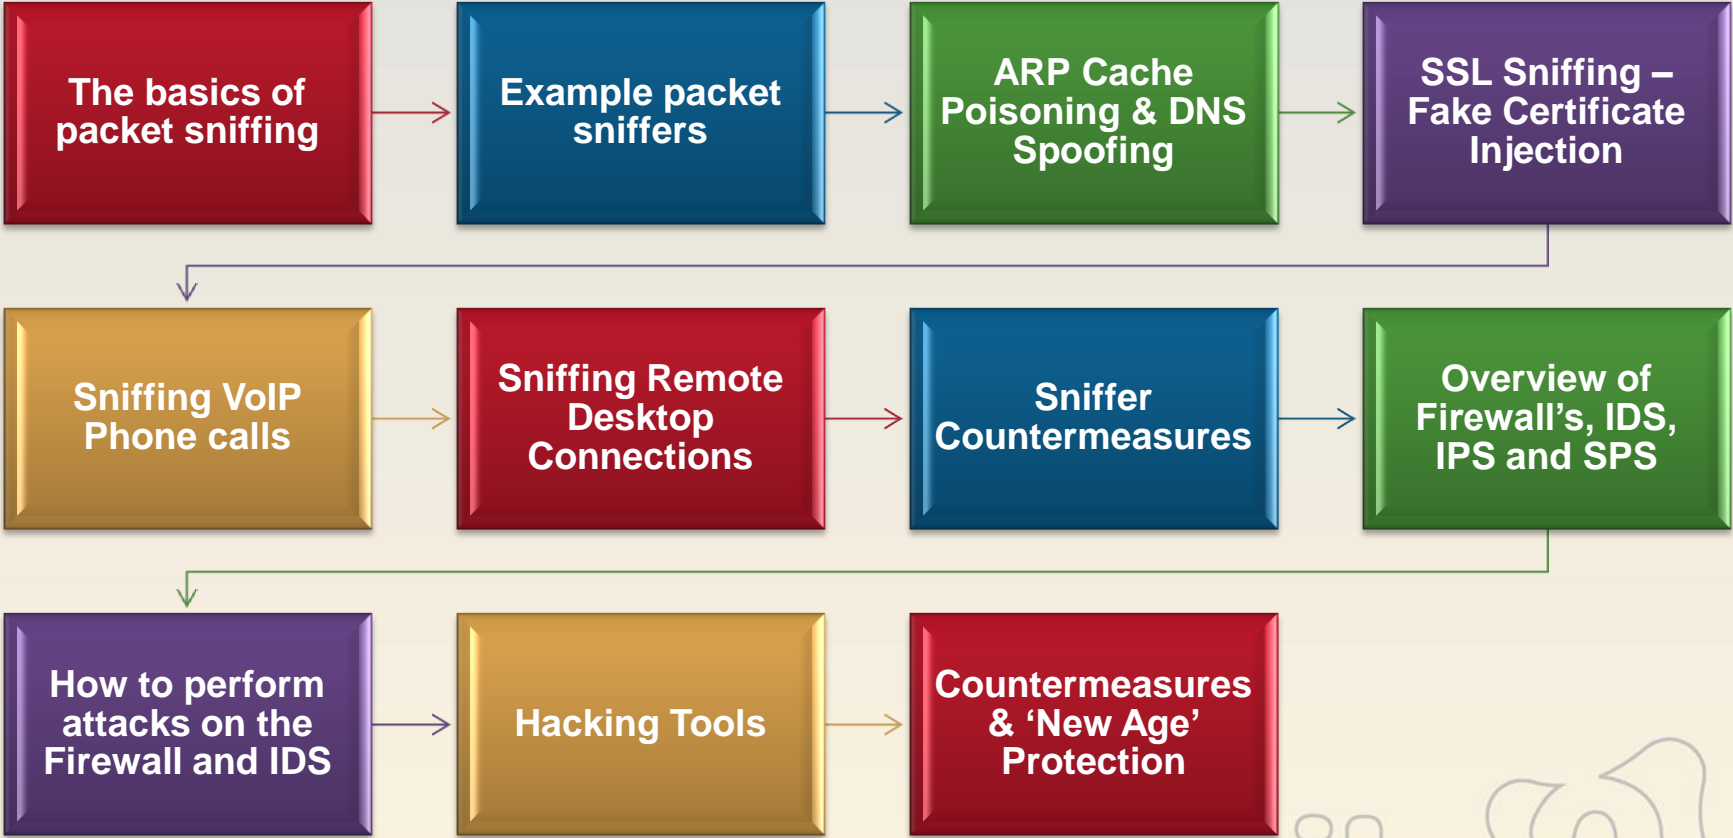 The basics of
packet sniffing
Example packet
sniffers
ARP Cache
Poisoning & DNS
Spoofing
SSL Sniffing –
Fake Certificate
Injection
Sniffing VoIP
Phone calls
Sniffing Remote
Desktop
Connections
Sniffer
Countermeasures
Overview of
Firewall’s, IDS,
IPS and SPS
How to perform
attacks on the
Firewall and IDS
Hacking Tools
Countermeasures
& ‘New Age’
Protection